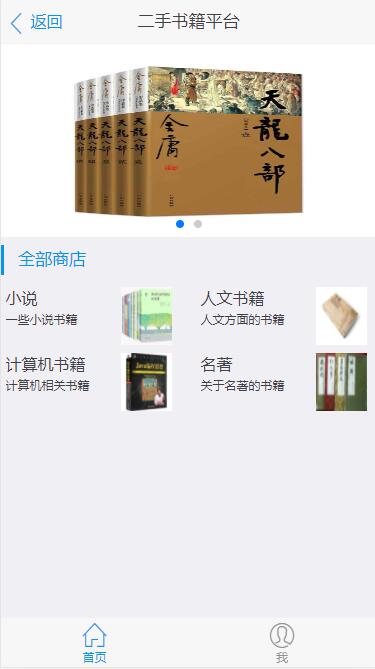 返回
二手书籍平台
金庸
天龍八部
全部商店
小说
一些小说书籍
人文书籍
人文方面的书籍
计算机书籍
计算机相关书籍
名著
关于名著的书籍
首页
我